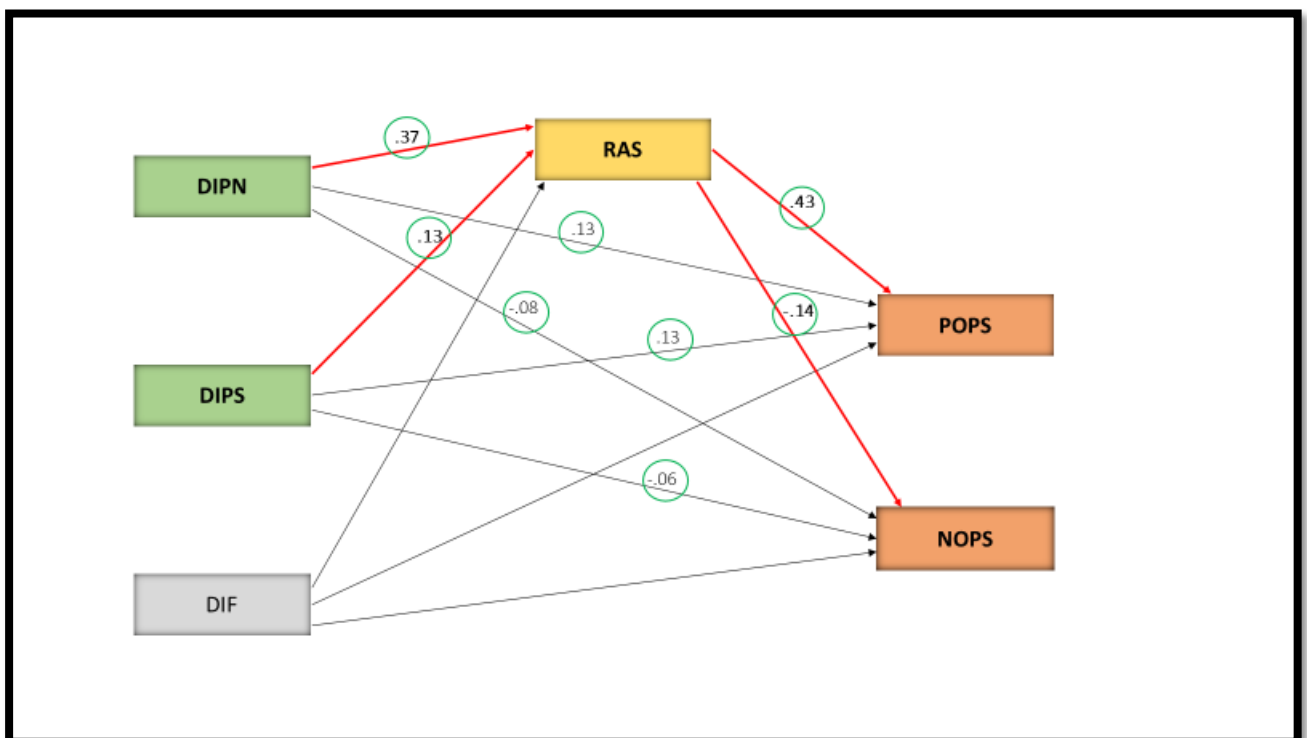 .37
RAS
DIPN
.43
.13
.13
-.08
-.14
POPS
.13
DIPS
-.06
NOPS
DIF